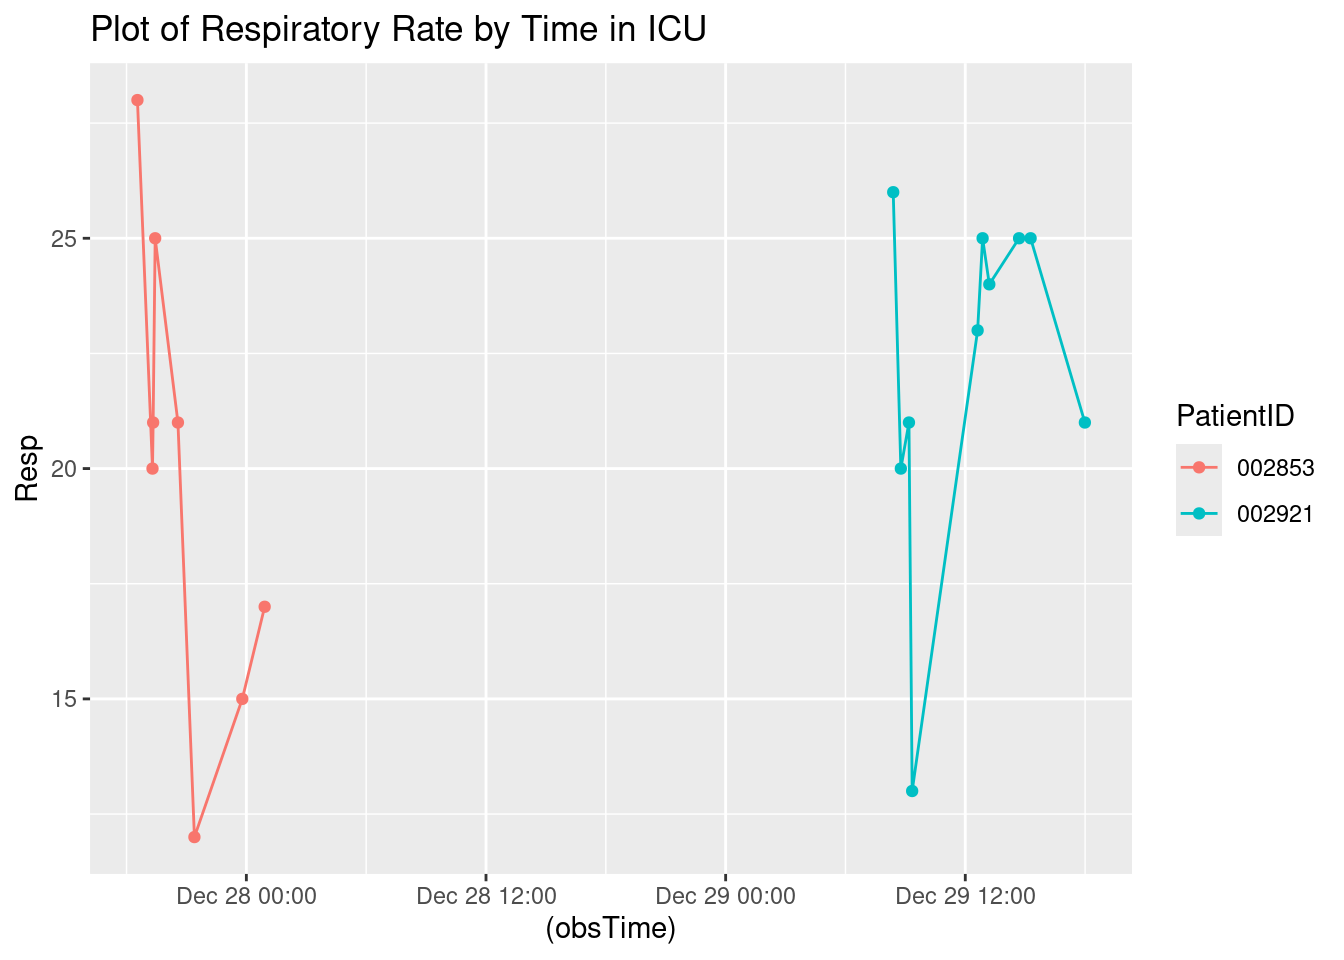 Plot of Respiratory Rate by Time in ICU
25
20
15
Resp
Dec 28 00:00
Dec 28 12:00
Dec 29 00:00
Dec 29 12:00
(obsTime)
PatientID
002853
002921